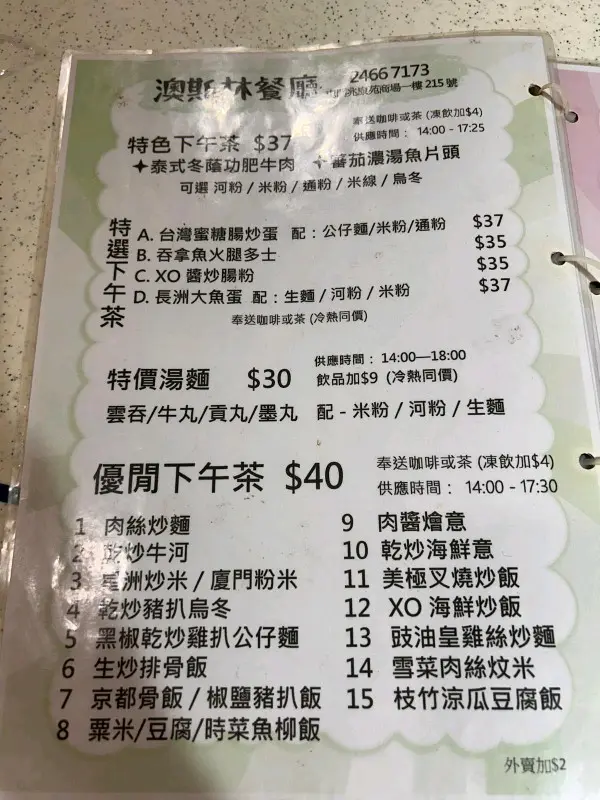 澳斯林餐廳
2466 7173
兆康苑商場一樓 215 號
奉送咖啡或茶 (凍飲加$4)
特色下午茶 $37
供應時間: 14:00 - 17:25
✦泰式冬蔭功肥牛肉 ✦蕃茄濃湯魚片頭
可選 河粉 / 米粉 / 通粉 / 米線 / 烏冬
特選下午茶
A. 台灣蜜糖腸炒蛋 配:公仔麵/米粉/通粉 $37
B. 吞拿魚火腿多士 $35
C. XO 醬炒腸粉 $35
D. 長洲大魚蛋 配:生麵 / 河粉 / 米粉 $37
奉送咖啡或茶 (冷熱同價)
供應時間: 14:00—18:00
特價湯麵 $30 飲品加$9 (冷熱同價)
雲吞/牛丸/貢丸/墨丸 配 - 米粉 / 河粉 / 生麵
優閒下午茶 $40
奉送咖啡或茶 (凍飲加$4)
供應時間: 14:00 - 17:30
1 肉絲炒麵
2 乾炒牛河
3 星洲炒米 / 廈門粉米
4 乾炒豬扒烏冬
5 黑椒乾炒雞扒公仔麵
6 生炒排骨飯
7 京都骨飯 / 椒鹽豬扒飯
8 粟米/豆腐/時菜魚柳飯
9 肉醬燴意
10 乾炒海鮮意
11 美極叉燒炒飯
12 XO 海鮮炒飯
13 豉油皇雞絲炒麵
14 雪菜肉絲炆米
15 枝竹涼瓜豆腐飯
外賣加$2